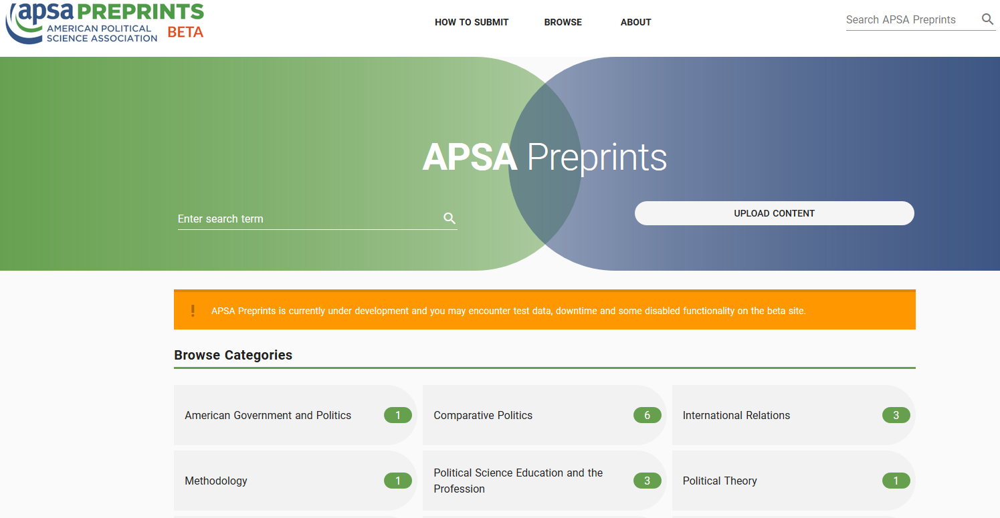 apsa PREPRINTS
AMERICAN POLITICAL
SCIENCE ASSOCIATION
BETA
HOW TO SUBMIT
BROWSE
ABOUT
Search APSA Preprints
APSA Preprints
Enter search term
UPLOAD CONTENT
! APSA Preprints is currently under development and you may encounter test data, downtime and some disabled functionality on the beta site.
Browse Categories
American Government and Politics 1
Comparative Politics 6
International Relations 3
Methodology 1
Political Science Education and the
Profession 3
Political Theory 1